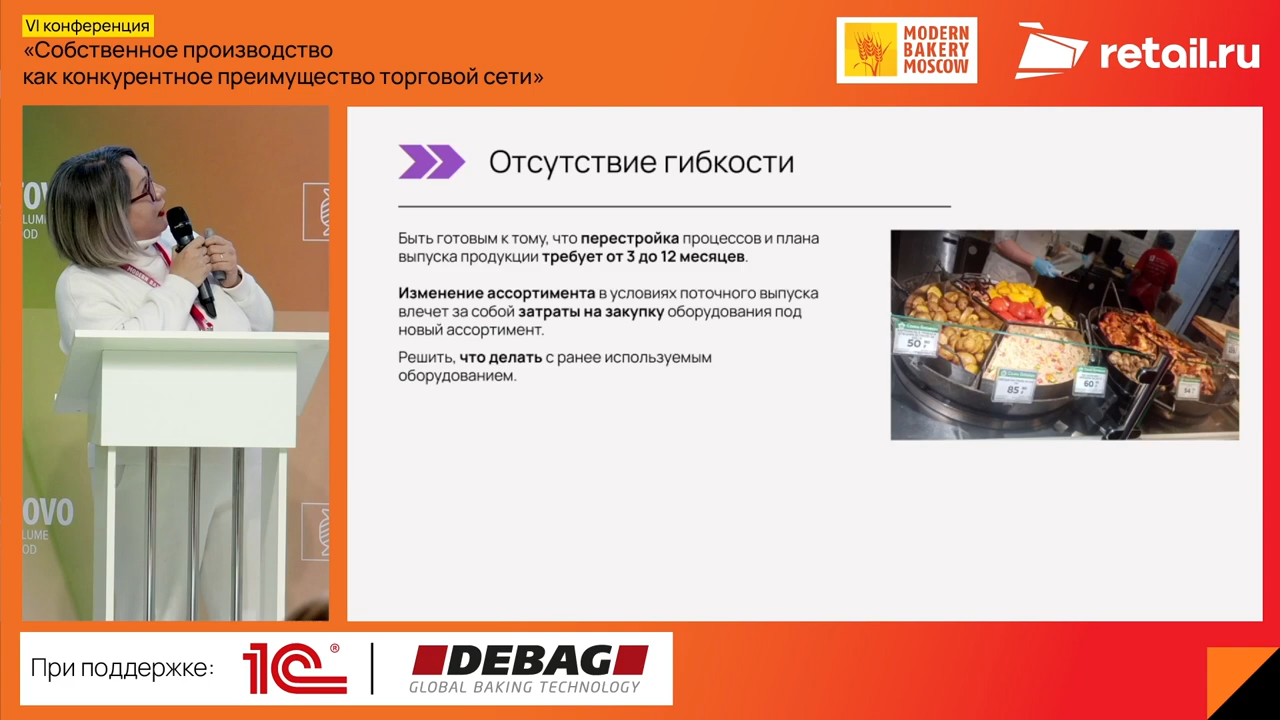 VI конференция
«Собственное производство
как конкурентное преимущество торговой сети»
MODERN
BAKERY
MOSCOW
retail.ru
Отсутствие гибкости
Быть готовым к тому, что перестройка процессов и плана
выпуска продукции требует от 3 до 12 месяцев.
Изменение ассортимента в условиях поточного выпуска
влечет за собой затраты на закупку оборудования под
новый ассортимент.
Решить, что делать с ранее используемым
оборудованием.
50
85
60
OVO
LUME
OD
При поддержке:
1С®
DEBAG
GLOBAL BAKING TECHNOLOGY